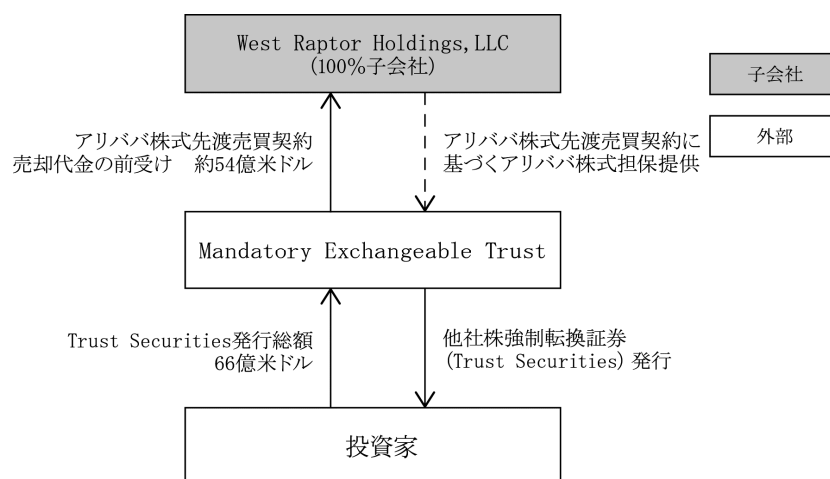 West Raptor Holdings,LLC
(100％子会社)
子会社
外部
アリババ株式先渡売買契約
売却代金の前受け　約54億米ドル
アリババ株式先渡売買契約に
基づくアリババ株式担保提供
Mandatory Exchangeable Trust
Trust Securities発行総額
66億米ドル
他社株強制転換証券
(Trust Securities) 発行
投資家